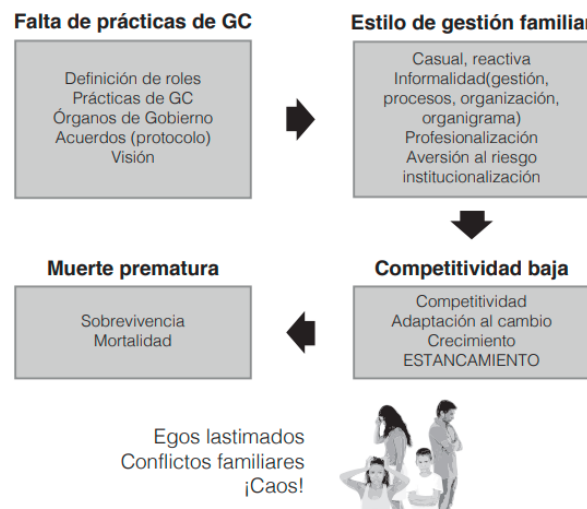 Falta de prácticas de GC
Definición de roles
Prácticas de GC
Órganos de Gobierno
Acuerdos (protocolo)
Visión
Estilo de gestión familiar
Casual, reactiva
Informalidad(gestión,
procesos, organización,
organigrama)
Profesionalización
Aversión al riesgo
institucionalización
Competitividad baja
Competitividad
Adaptación al cambio
Crecimiento
ESTANCAMIENTO
Muerte prematura
Sobrevivencia
Mortalidad
Egos lastimados
Conflictos familiares
¡Caos!